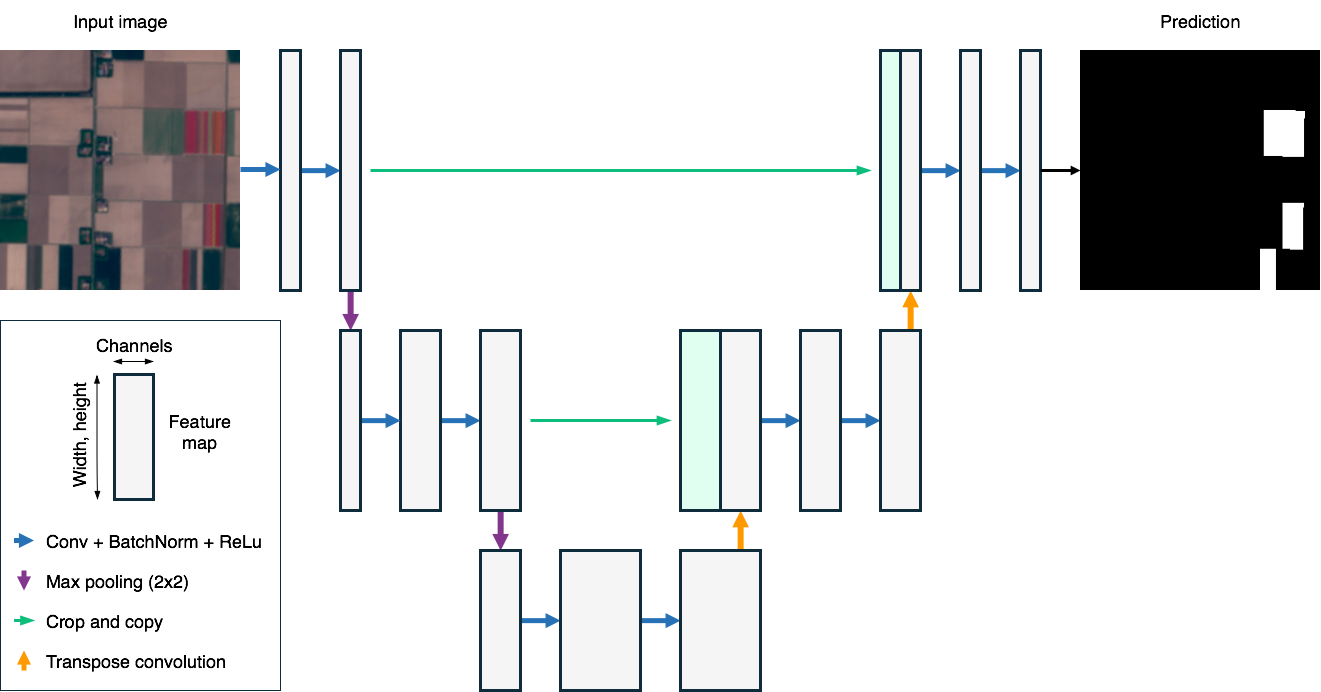 Input image
Prediction
Channels
Width, height
Feature
map
Conv + BatchNorm + ReLu
Max pooling (2x2)
Crop and copy
Transpose convolution